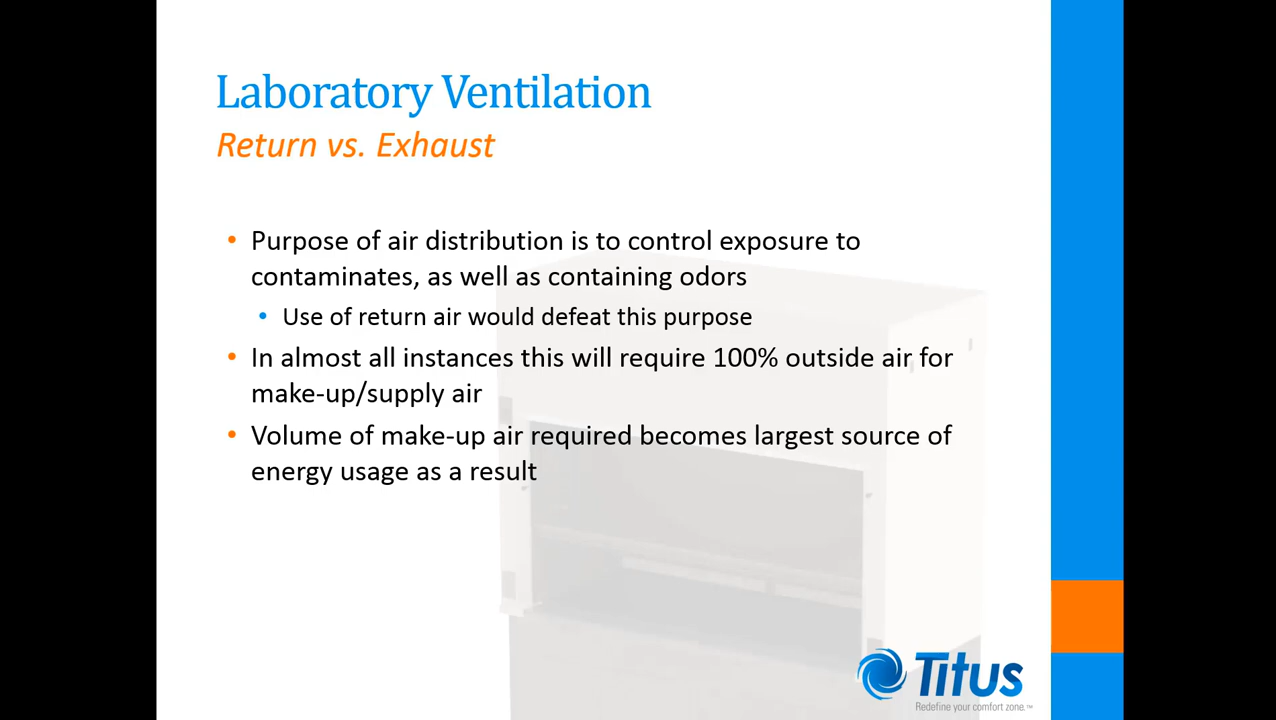 Laboratory Ventilation
Return vs. Exhaust
• Purpose of air distribution is to control exposure to
contaminates, as well as containing odors
• Use of return air would defeat this purpose
• In almost all instances this will require 100% outside air for
make-up/supply air
• Volume of make-up air required becomes largest source of
energy usage as a result
Titus
Redefine your comfort zone.™